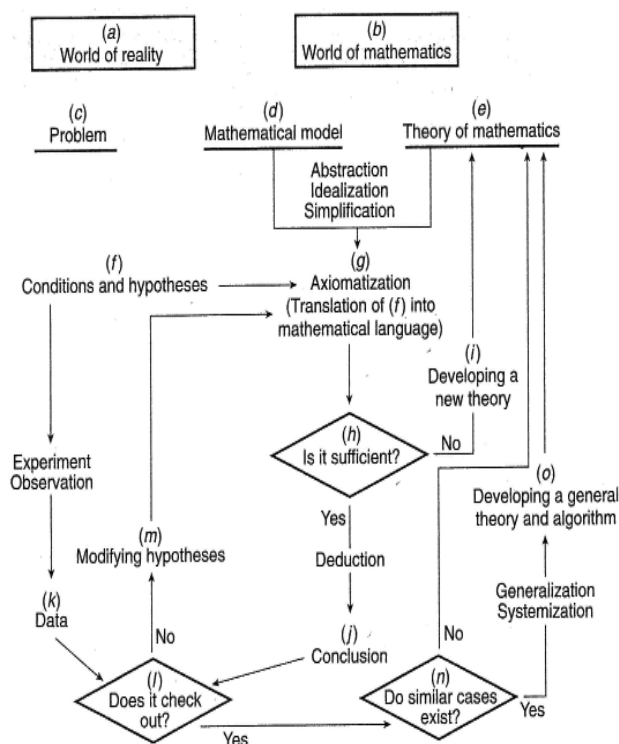 (a)
World of reality
(b)
World of mathematics
(c)
Problem
(d)
Mathematical model
(e)
Theory of mathematics
Abstraction
Idealization
Simplification
(f)
Conditions and hypotheses
(g)
Axiomatization
(Translation of (f) into
mathematical language)
(i)
Developing a
new theory
(h)
Is it sufficient?
No
Experiment
Observation
(o)
Developing a general
theory and algorithm
Yes
(m)
Modifying hypotheses
Deduction
Generalization
Systemization
(k)
Data
No
(j)
Conclusion
No
(l)
Does it check
out?
Yes
(n)
Do similar cases
exist?
Yes